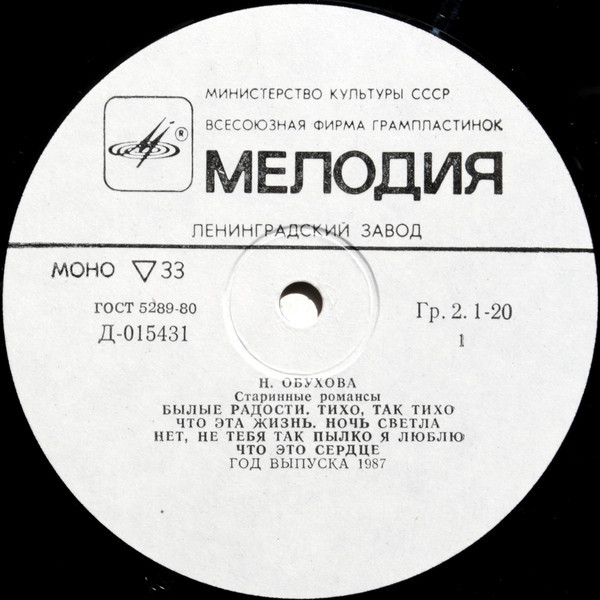 МИНИСТЕРСТВО КУЛЬТУРЫ СССР
®
ВСЕСОЮЗНАЯ ФИРМА ГРАМПЛАСТИНОК
МЕЛОДИЯ
ЛЕНИНГРАДСКИЙ ЗАВОД
МОНО ▽ 33
ГОСТ 5289-80
Д-015431
Гр. 2. 1-20
1
Н. ОБУХОВА
Старинные романсы
БЫЛЫЕ РАДОСТИ. ТИХО, ТАК ТИХО
ЧТО ЭТА ЖИЗНЬ. НОЧЬ СВЕТЛА
НЕТ, НЕ ТЕБЯ ТАК ПЫЛКО Я ЛЮБЛЮ
ЧТО ЭТО СЕРДЦЕ
ГОД ВЫПУСКА 1987